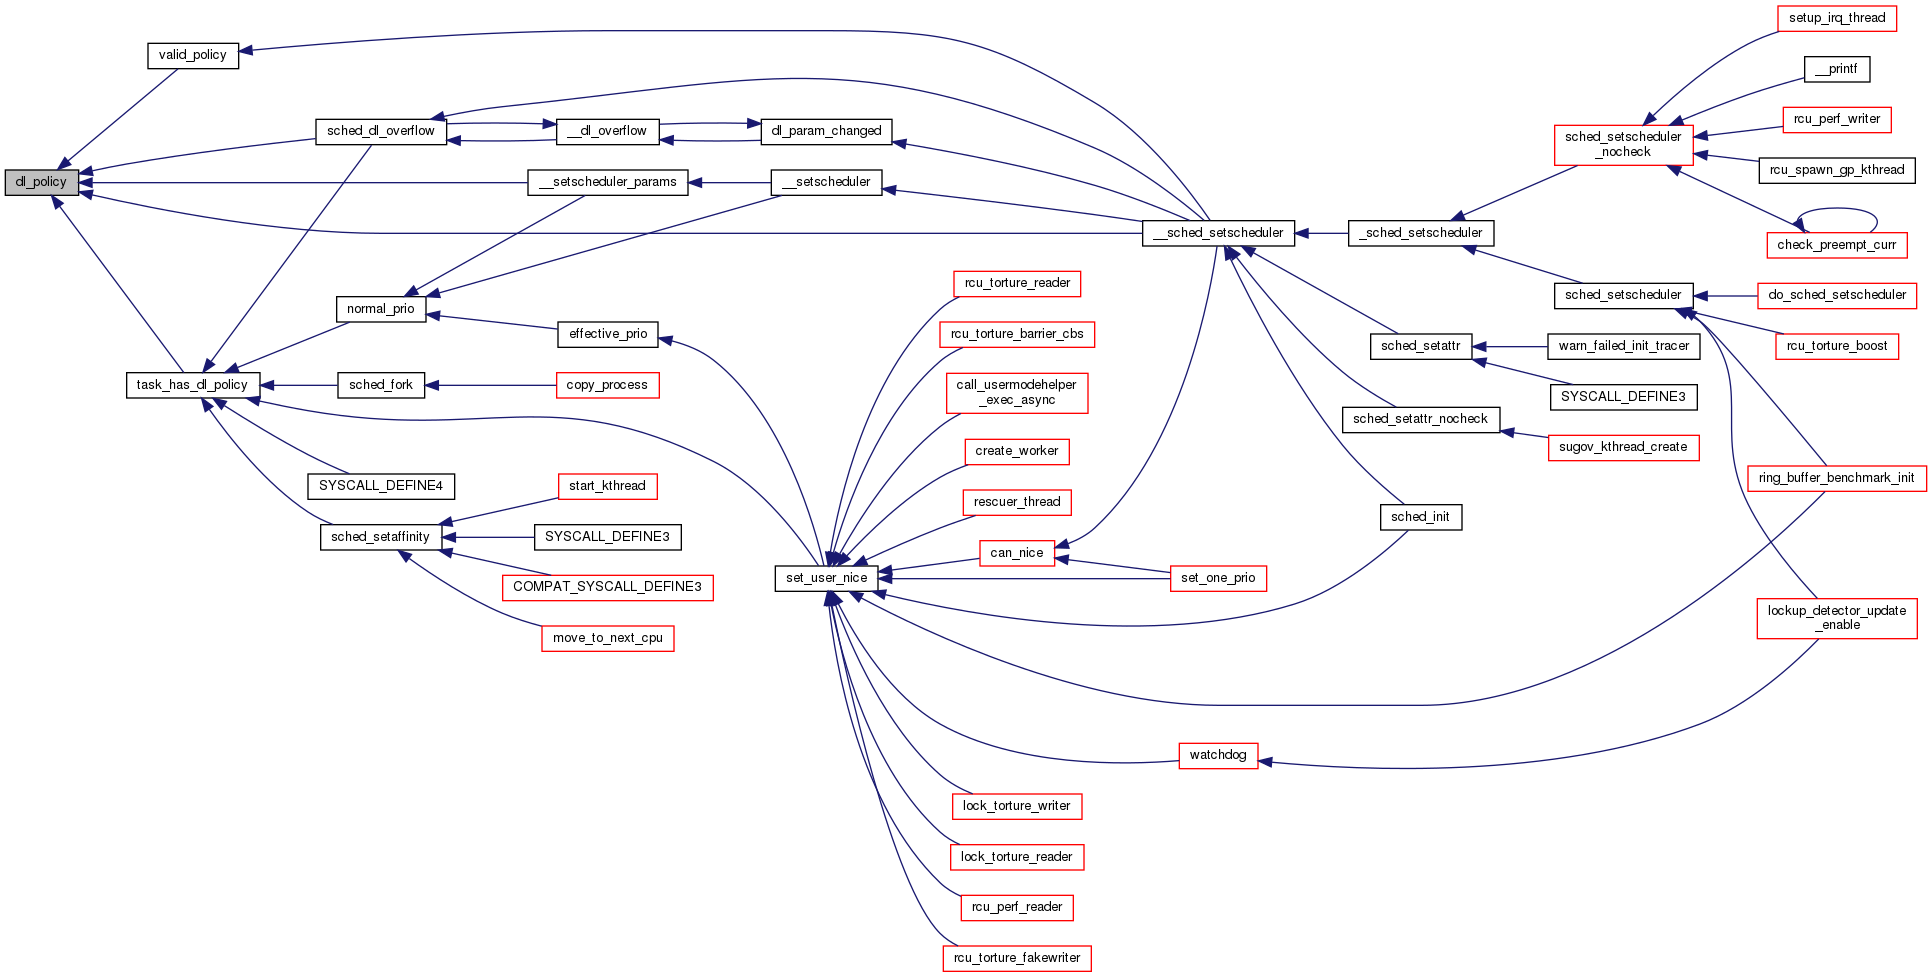 setup_irq_thread
valid_policy
__printf
rcu_perf_writer
sched_dl_overflow
__dl_overflow
dl_param_changed
sched_setscheduler
_nocheck
rcu_spawn_gp_kthread
dl_policy
__setscheduler_params
__setscheduler
__sched_setscheduler
_sched_setscheduler
check_preempt_curr
rcu_torture_reader
sched_setscheduler
do_sched_setscheduler
normal_prio
effective_prio
rcu_torture_barrier_cbs
sched_setattr
warn_failed_init_tracer
rcu_torture_boost
task_has_dl_policy
sched_fork
copy_process
call_usermodehelper
_exec_async
SYSCALL_DEFINE3
sched_setattr_nocheck
sugov_kthread_create
create_worker
SYSCALL_DEFINE4
start_kthread
rescuer_thread
ring_buffer_benchmark_init
sched_setaffinity
SYSCALL_DEFINE3
sched_init
can_nice
COMPAT_SYSCALL_DEFINE3
set_user_nice
set_one_prio
lockup_detector_update
_enable
move_to_next_cpu
watchdog
lock_torture_writer
lock_torture_reader
rcu_perf_reader
rcu_torture_fakewriter